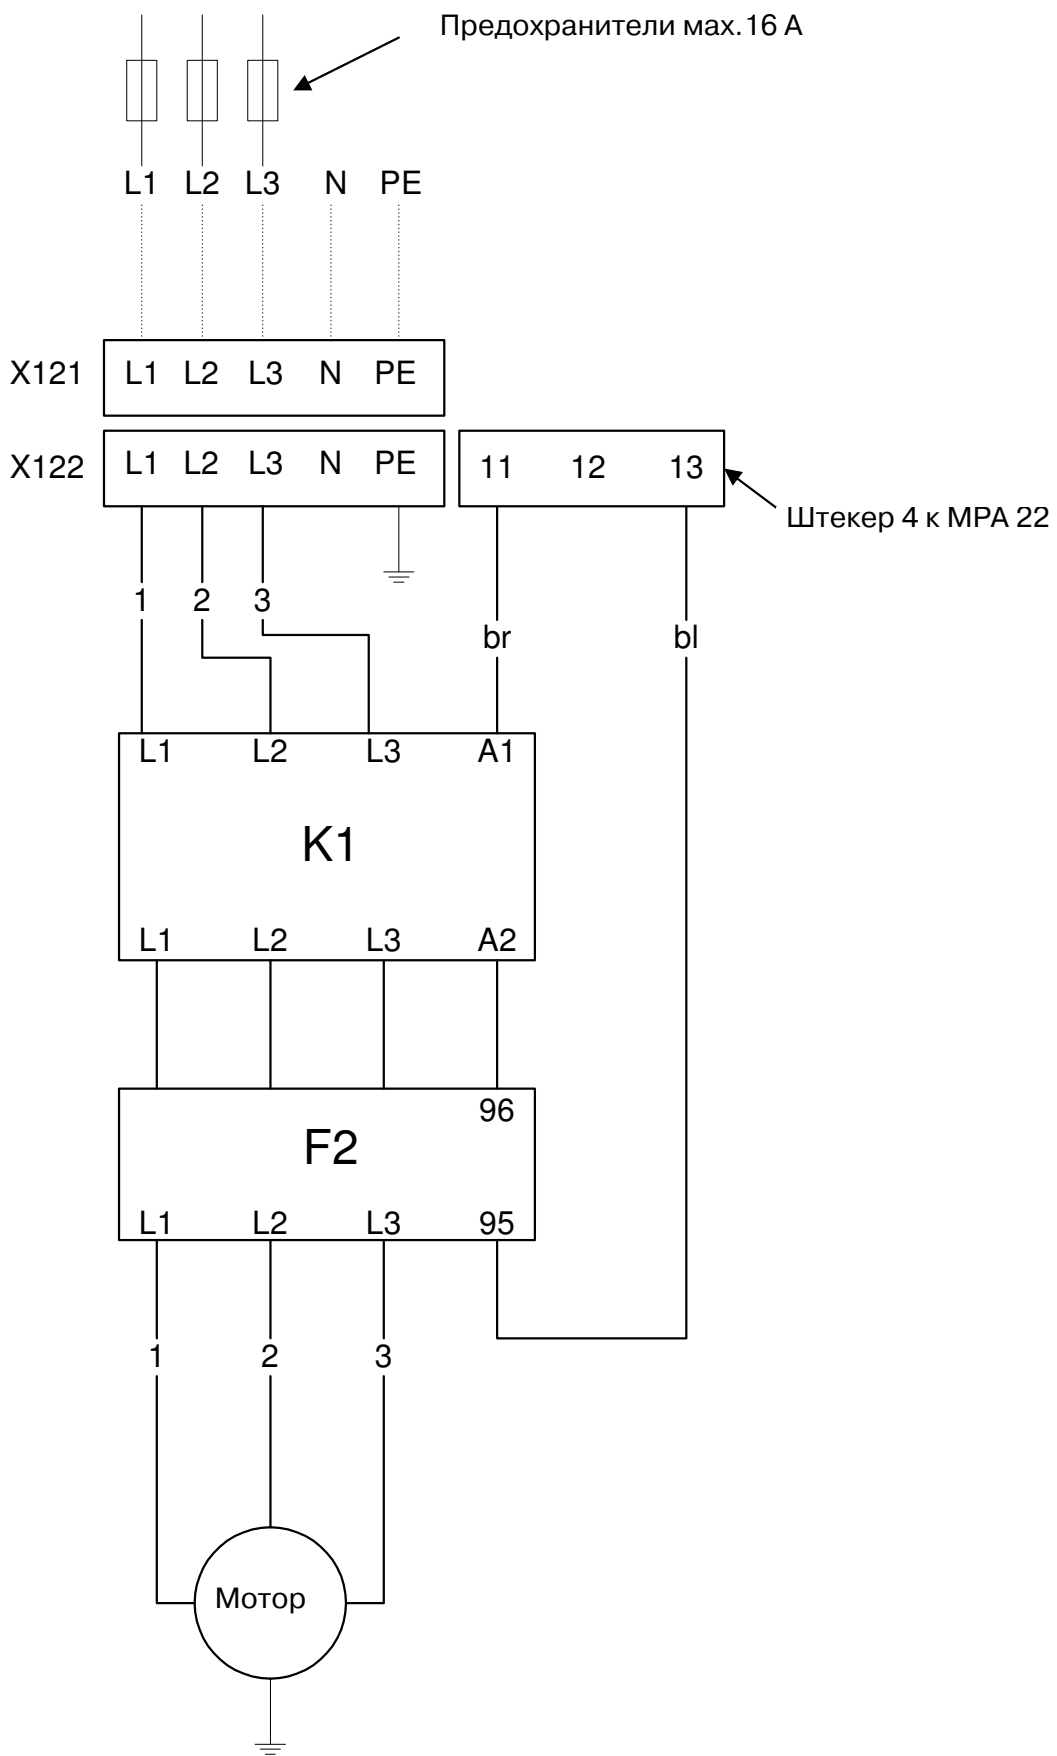 Предохранители мах.16 А
L1 L2 L3 N PE
X121 L1 L2 L3 N PE
X122 L1 L2 L3 N PE 11 12 13
Штекер 4 к МРА 22
1 2 3
br bl
L1 L2 L3 A1
K1
L1 L2 L3 A2
96
F2
L1 L2 L3 95
1 2 3
Мотор